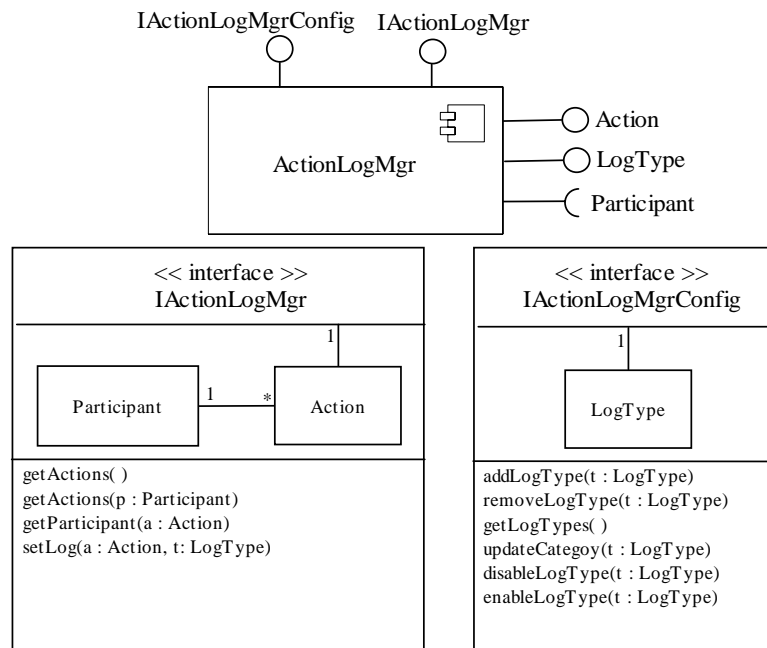 IActionLogMgrConfig
IActionLogMgr
ActionLogMgr
Action
LogType
Participant
<< interface >>
IActionLogMgr
1
Participant
1
*
Action
getActions( )
getActions(p : Participant)
getParticipant(a : Action)
setLog(a : Action, t: LogType)
<< interface >>
IActionLogMgrConfig
1
LogType
addLogType(t : LogType)
removeLogType(t : LogType)
getLogTypes( )
updateCategoy(t : LogType)
disableLogType(t : LogType)
enableLogType(t : LogType)